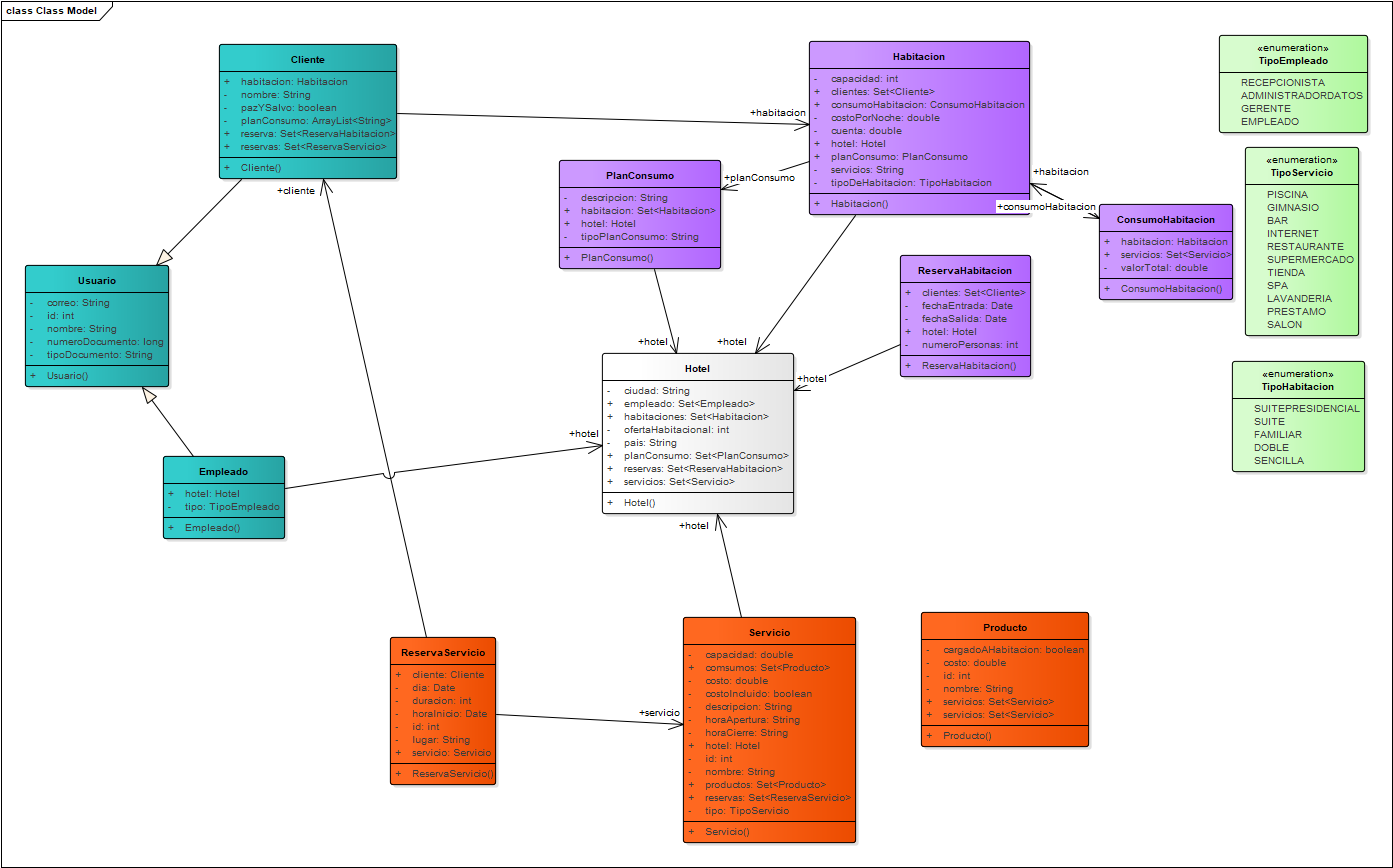 class Class Model
Cliente
+ habitacion: Habitacion
- nombre: String
- pazYSalvo: boolean
- planConsumo: ArrayList<String>
+ reserva: Set<ReservaHabitacion>
+ reservas: Set<ReservaServicio>
+ Cliente()
+habitacion
+cliente
Habitacion
- capacidad: int
+ clientes: Set<Cliente>
+ consumoHabitacion: ConsumoHabitacion
- costoPorNoche: double
- cuenta: double
+ hotel: Hotel
+ planConsumo: PlanConsumo
- servicios: String
- tipoDeHabitacion: TipoHabitacion
+ Habitacion()
+planConsumo
+habitacion
+consumoHabitacion
«enumeration»
TipoEmpleado
RECEPCIONISTA
ADMINISTRADORDATOS
GERENTE
EMPLEADO
«enumeration»
TipoServicio
PISCINA
GIMNASIO
BAR
INTERNET
RESTAURANTE
SUPERMERCADO
TIENDA
SPA
LAVANDERIA
PRESTAMO
SALON
PlanConsumo
- descripcion: String
+ habitacion: Set<Habitacion>
+ hotel: Hotel
- tipoPlanConsumo: String
+ PlanConsumo()
ConsumoHabitacion
+ habitacion: Habitacion
+ servicios: Set<Servicio>
- valorTotal: double
+ ConsumoHabitacion()
Usuario
- correo: String
- id: int
- nombre: String
- numeroDocumento: long
- tipoDocumento: String
+ Usuario()
ReservaHabitacion
+ clientes: Set<Cliente>
- fechaEntrada: Date
- fechaSalida: Date
+ hotel: Hotel
- numeroPersonas: int
+ ReservaHabitacion()
+hotel
+hotel
+hotel
+hotel
+hotel
Hotel
- ciudad: String
+ empleado: Set<Empleado>
+ habitaciones: Set<Habitacion>
- ofertaHabitacional: int
- pais: String
+ planConsumo: Set<PlanConsumo>
+ reservas: Set<ReservaHabitacion>
+ servicios: Set<Servicio>
+ Hotel()
«enumeration»
TipoHabitacion
SUITEPRESIDENCIAL
SUITE
FAMILIAR
DOBLE
SENCILLA
Empleado
+ hotel: Hotel
- tipo: TipoEmpleado
+ Empleado()
ReservaServicio
+ cliente: Cliente
- dia: Date
- duracion: int
- horaInicio: Date
- id: int
- lugar: String
+ servicio: Servicio
+ ReservaServicio()
+servicio
Servicio
- capacidad: double
+ comsumos: Set<Producto>
- costo: double
- costoIncluido: boolean
- descripcion: String
- horaApertura: String
- horaCierre: String
+ hotel: Hotel
- id: int
- nombre: String
+ productos: Set<Producto>
+ reservas: Set<ReservaServicio>
- tipo: TipoServicio
+ Servicio()
Producto
- cargadoAHabitacion: boolean
- costo: double
- id: int
- nombre: String
+ servicios: Set<Servicio>
+ servicios: Set<Servicio>
+ Producto()